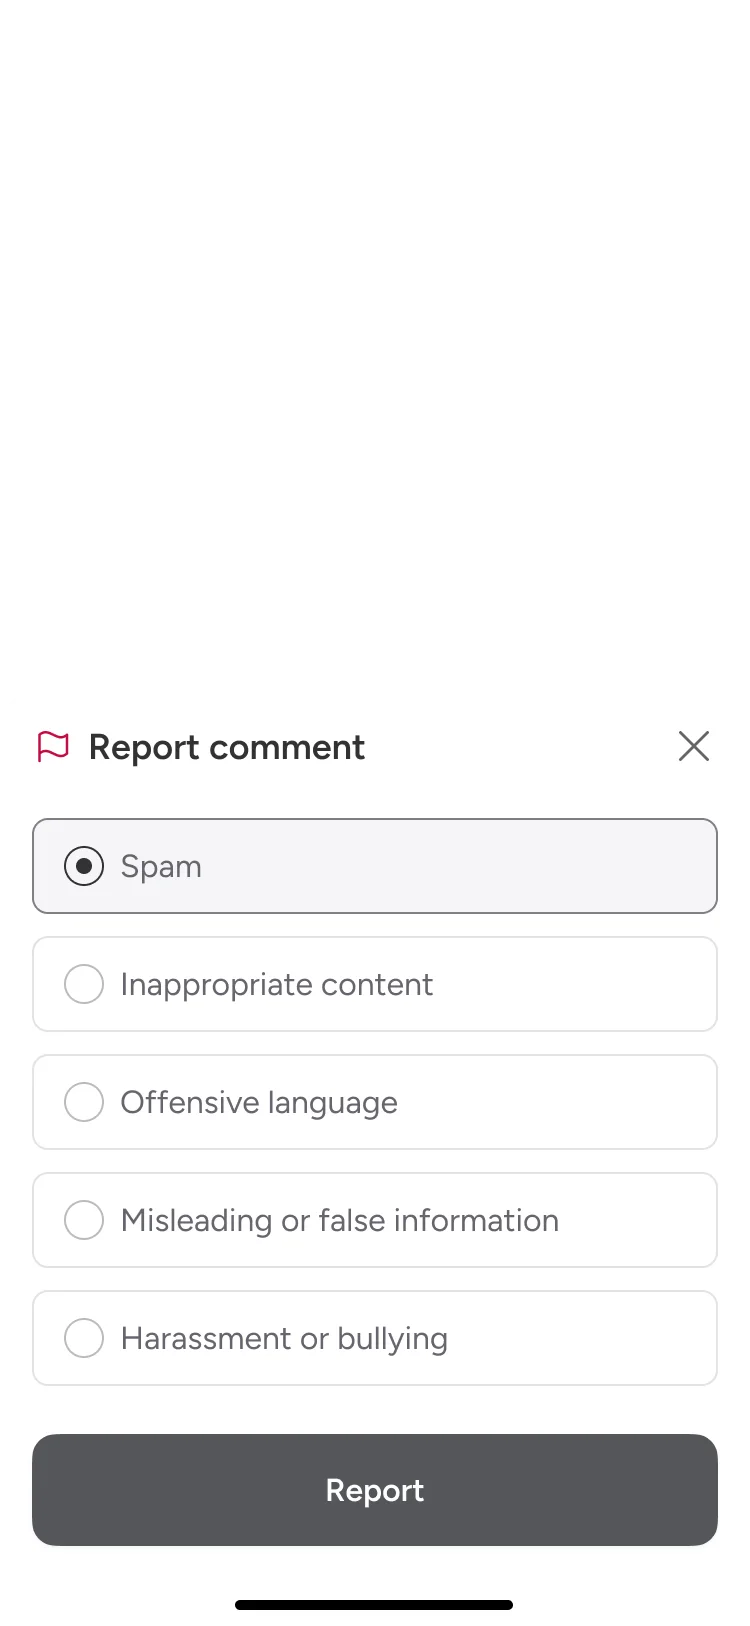 Report comment
Spam
Inappropriate content
Offensive language
Misleading or false information
Harassment or bullying
Report